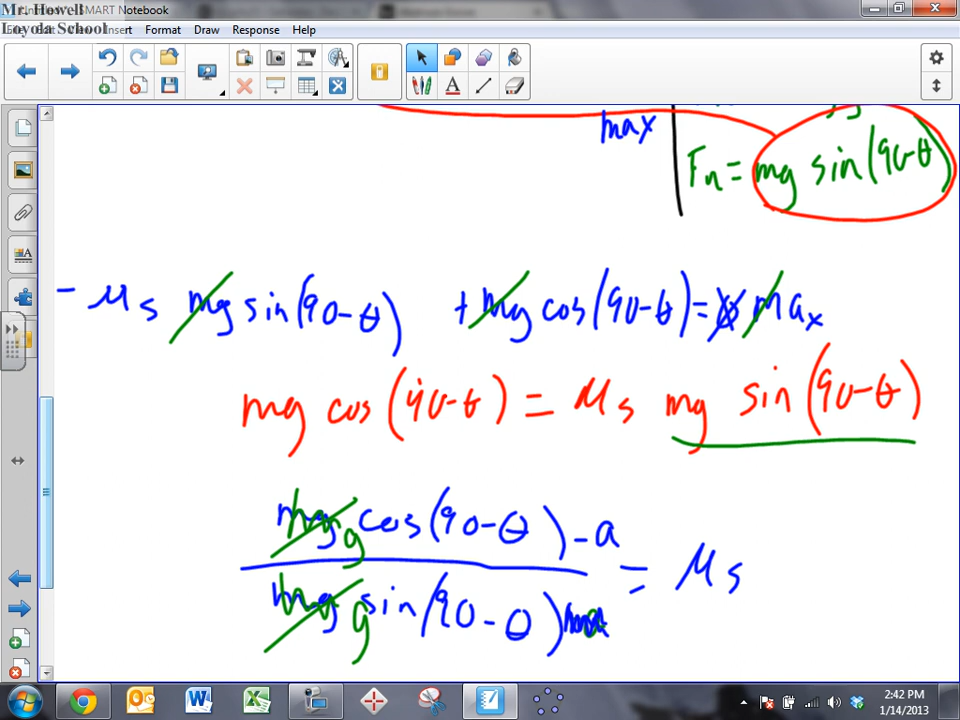 Mr. Howell
SMART Notebook
Loyola School
Insert Format Draw Response Help
max
Fn = mg sin(90-θ)
- μs mg sin(90-θ) + mg cos(90-θ) = m ax
mg cos(90-θ) = μs mg sin(90-θ)
mg g cos(90-θ) - a
= μs
mg g sin(90-θ)
2:42 PM
1/14/2013